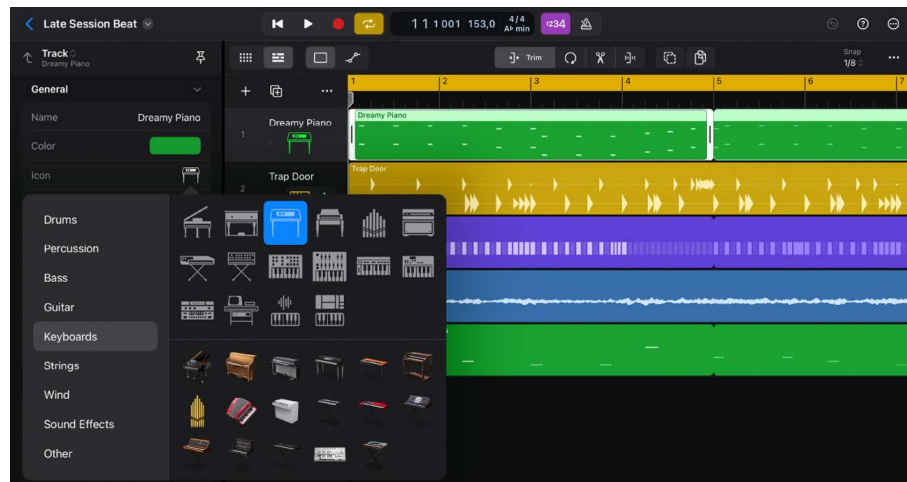 Late Session Beat
1 1 1 001 153,0 4/4 A♭ min 1234
Track
Dreamy Piano
Trim
Snap
1/8
General
1 2 3 4 5 6 7
Name Dreamy Piano
1 Dreamy Piano
Dreamy Piano
Color
Icon
2 Trap Door
Trap Door
Drums
Percussion
Bass
Guitar
Keyboards
Strings
Wind
Sound Effects
Other